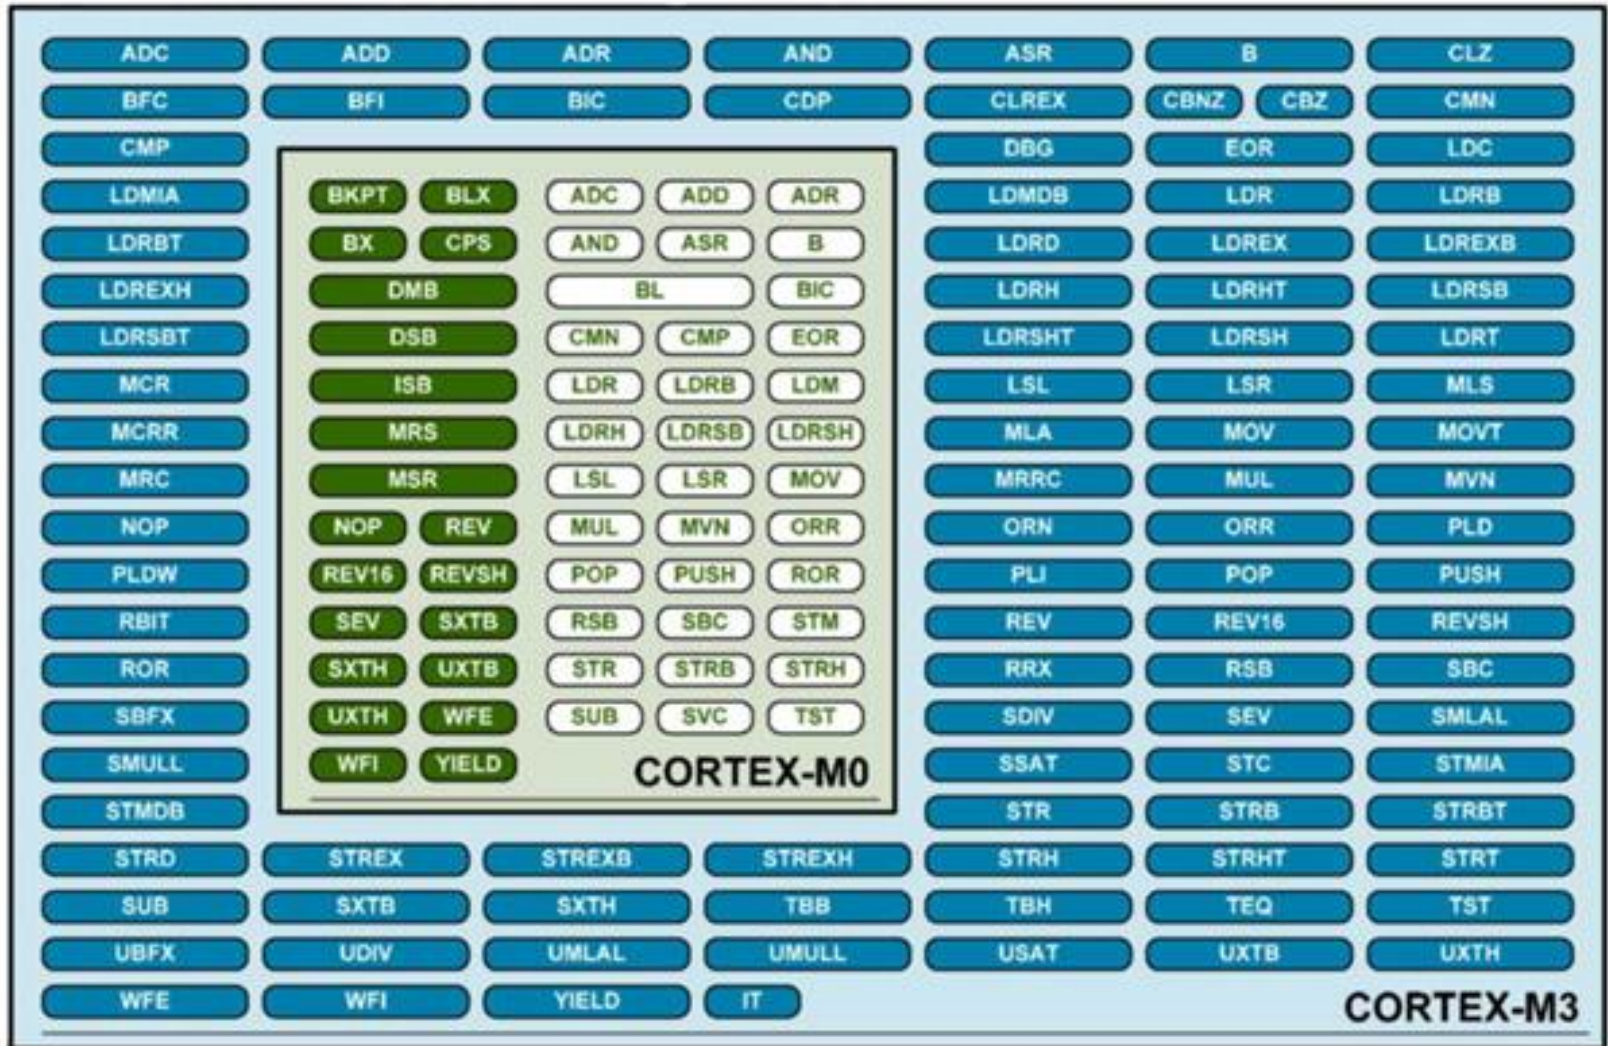 ADC ADD ADR AND ASR B CLZ
BFC BFI BIC CDP CLREX CBNZ CBZ CMN
CMP DBG EOR LDC
LDMIA BKPT BLX ADC ADD ADR LDMDB LDR LDRB
LDRBT BX CPS AND ASR B LDRD LDREX LDREXB
LDREXH DMB BL BIC LDRH LDRHT LDRSB
LDRSBT DSB CMN CMP EOR LDRSHT LDRSH LDRT
MCR ISB LDR LDRB LDM LSL LSR MLS
MCRR MRS LDRH LDRSB LDRSH MLA MOV MOVT
MRC MSR LSL LSR MOV MRRC MUL MVN
NOP NOP REV MUL MVN ORR ORN ORR PLD
PLDW REV16 REVSH POP PUSH ROR PLI POP PUSH
RBIT SEV SXTB RSB SBC STM REV REV16 REVSH
ROR SXTH UXTB STR STRB STRH RRX RSB SBC
SBFX UXTH WFE SUB SVC TST SDIV SEV SMLAL
SMULL WFI YIELD CORTEX-M0 SSAT STC STMIA
STMDB STR STRB STRBT
STRD STREX STREXB STREXH STRH STRHT STRT
SUB SXTB SXTH TBB TBH TEQ TST
UBFX UDIV UMLAL UMULL USAT UXTB UXTH
WFE WFI YIELD IT CORTEX-M3